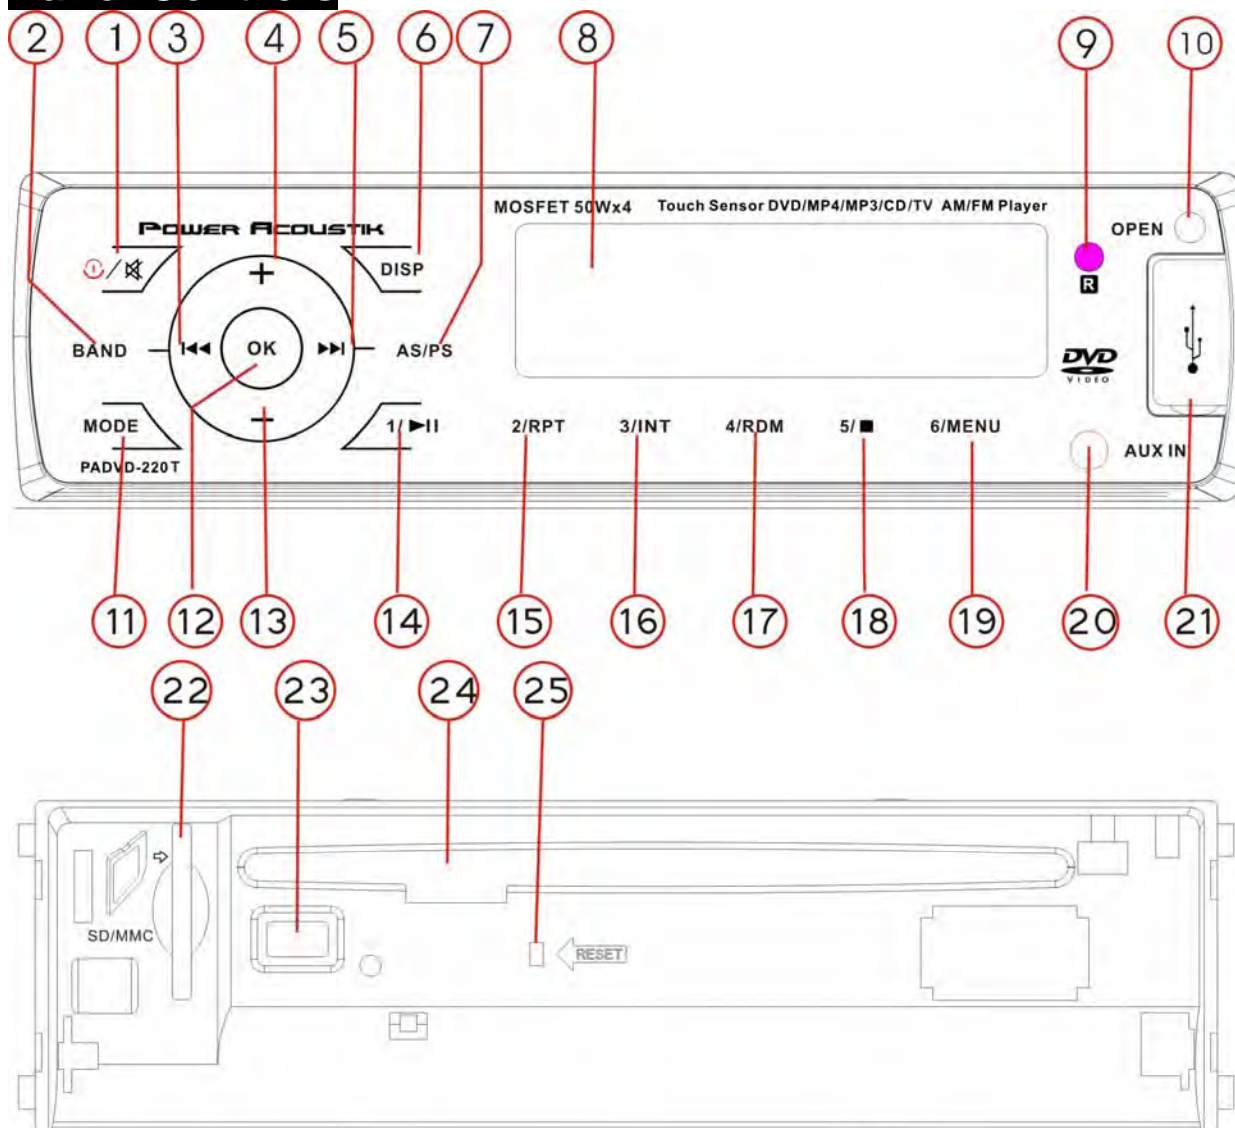 2 1 3 4 5 6 7 8 9 10
MOSFET 50Wx4 Touch Sensor DVD/MP4/MP3/CD/TV AM/FM Player
POWER ACOUSTIK
OPEN
DISP
R
BAND
OK
AS/PS
DVD
VIDEO
MODE
1/
2/RPT
3/INT
4/RDM
5/
6/MENU
AUX IN
PADVD-220T
11 12 13 14 15 16 17 18 19 20 21
22 23 24 25
SD/MMC
RESET